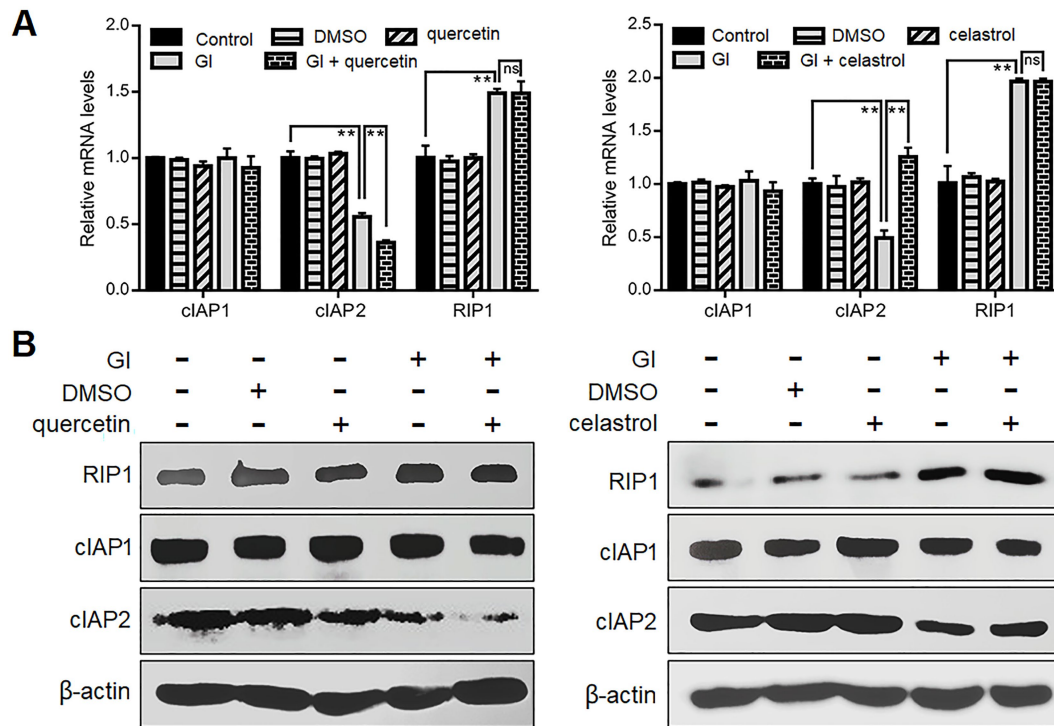 A
Relative mRNA levels
2.0
1.5
1.0
0.5
0.0
Control DMSO quercetin
GI GI + quercetin
** ** ** ns
cIAP1 cIAP2 RIP1
Relative mRNA levels
2.5
2.0
1.5
1.0
0.5
0.0
Control DMSO celastrol
GI GI + celastrol
** ** ** ns
cIAP1 cIAP2 RIP1
B
GI - - - + +
DMSO - + - - -
quercetin - - + - +
RIP1
cIAP1
cIAP2
β-actin
GI - - - + +
DMSO - + - - -
celastrol - - + - +
RIP1
cIAP1
cIAP2
β-actin